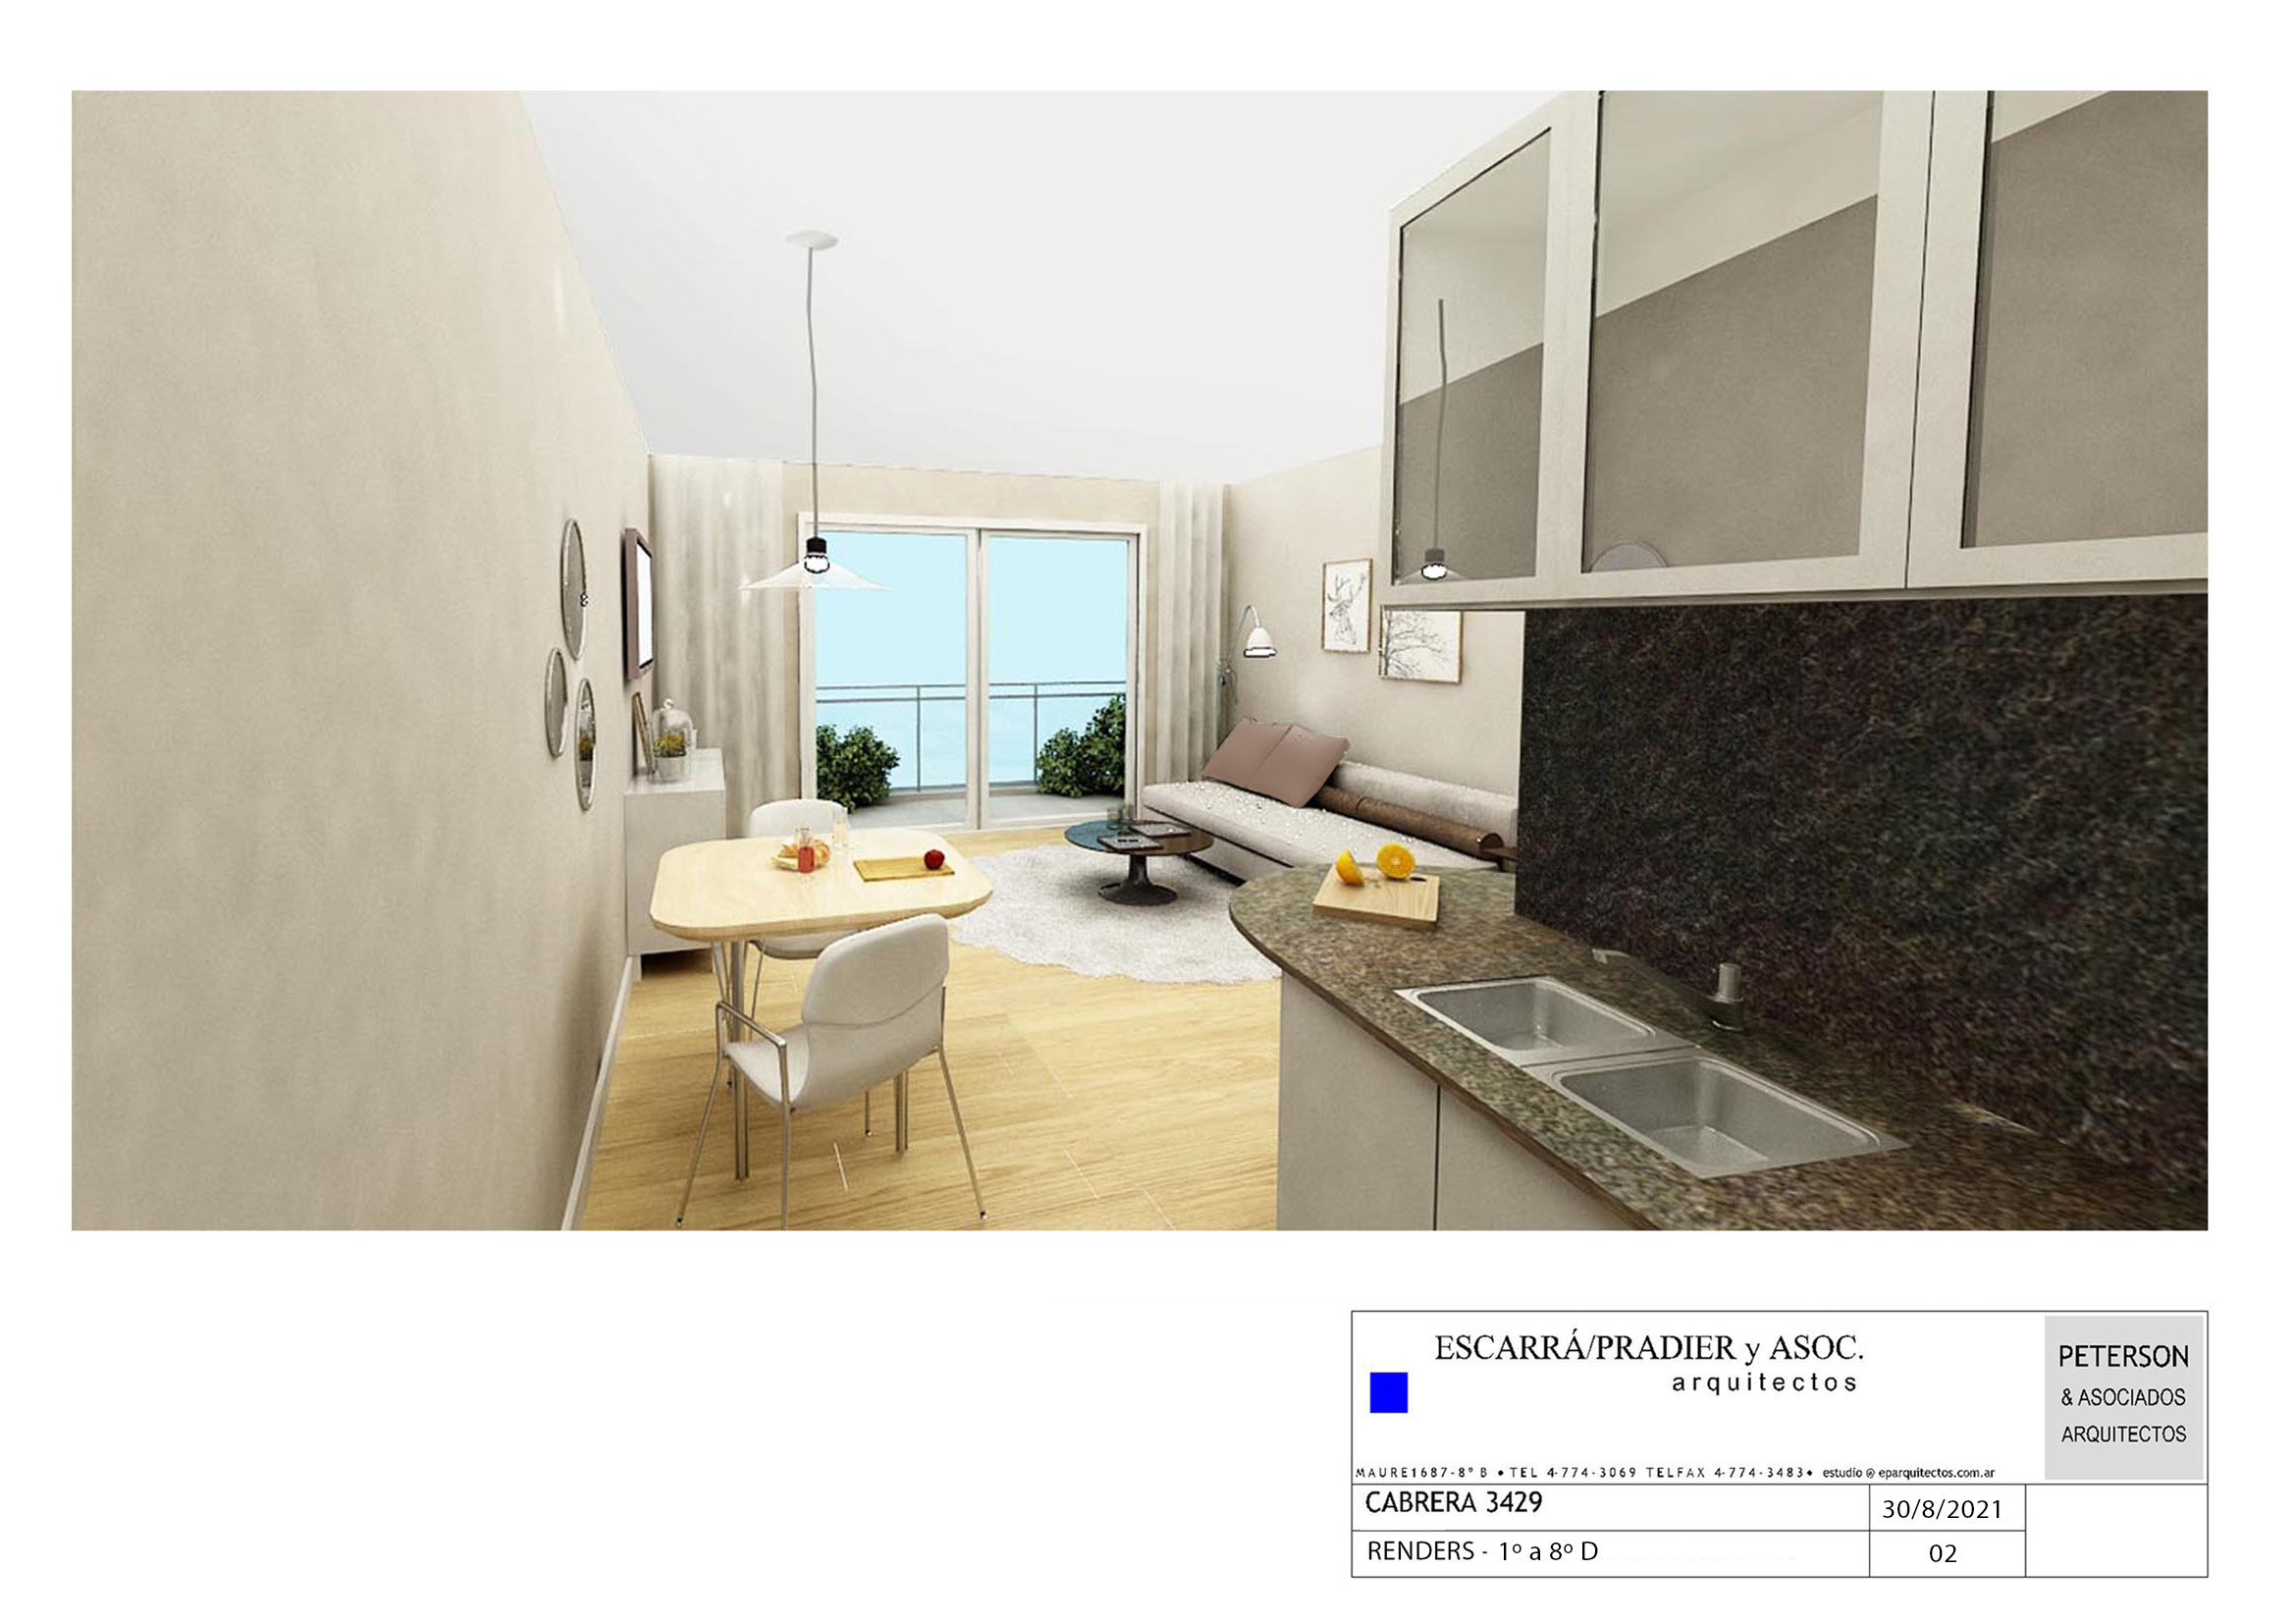 ESCARRÁ/PRADIER y ASOC.
arquitectos
PETERSON
& ASOCIADOS
ARQUITECTOS
MAURE1687-8º B • TEL 4-774-3069 TELFAX 4-774-3483• estudio @ eparquitectos.com.ar
CABRERA 3429
30/8/2021
RENDERS - 1º a 8º D
02